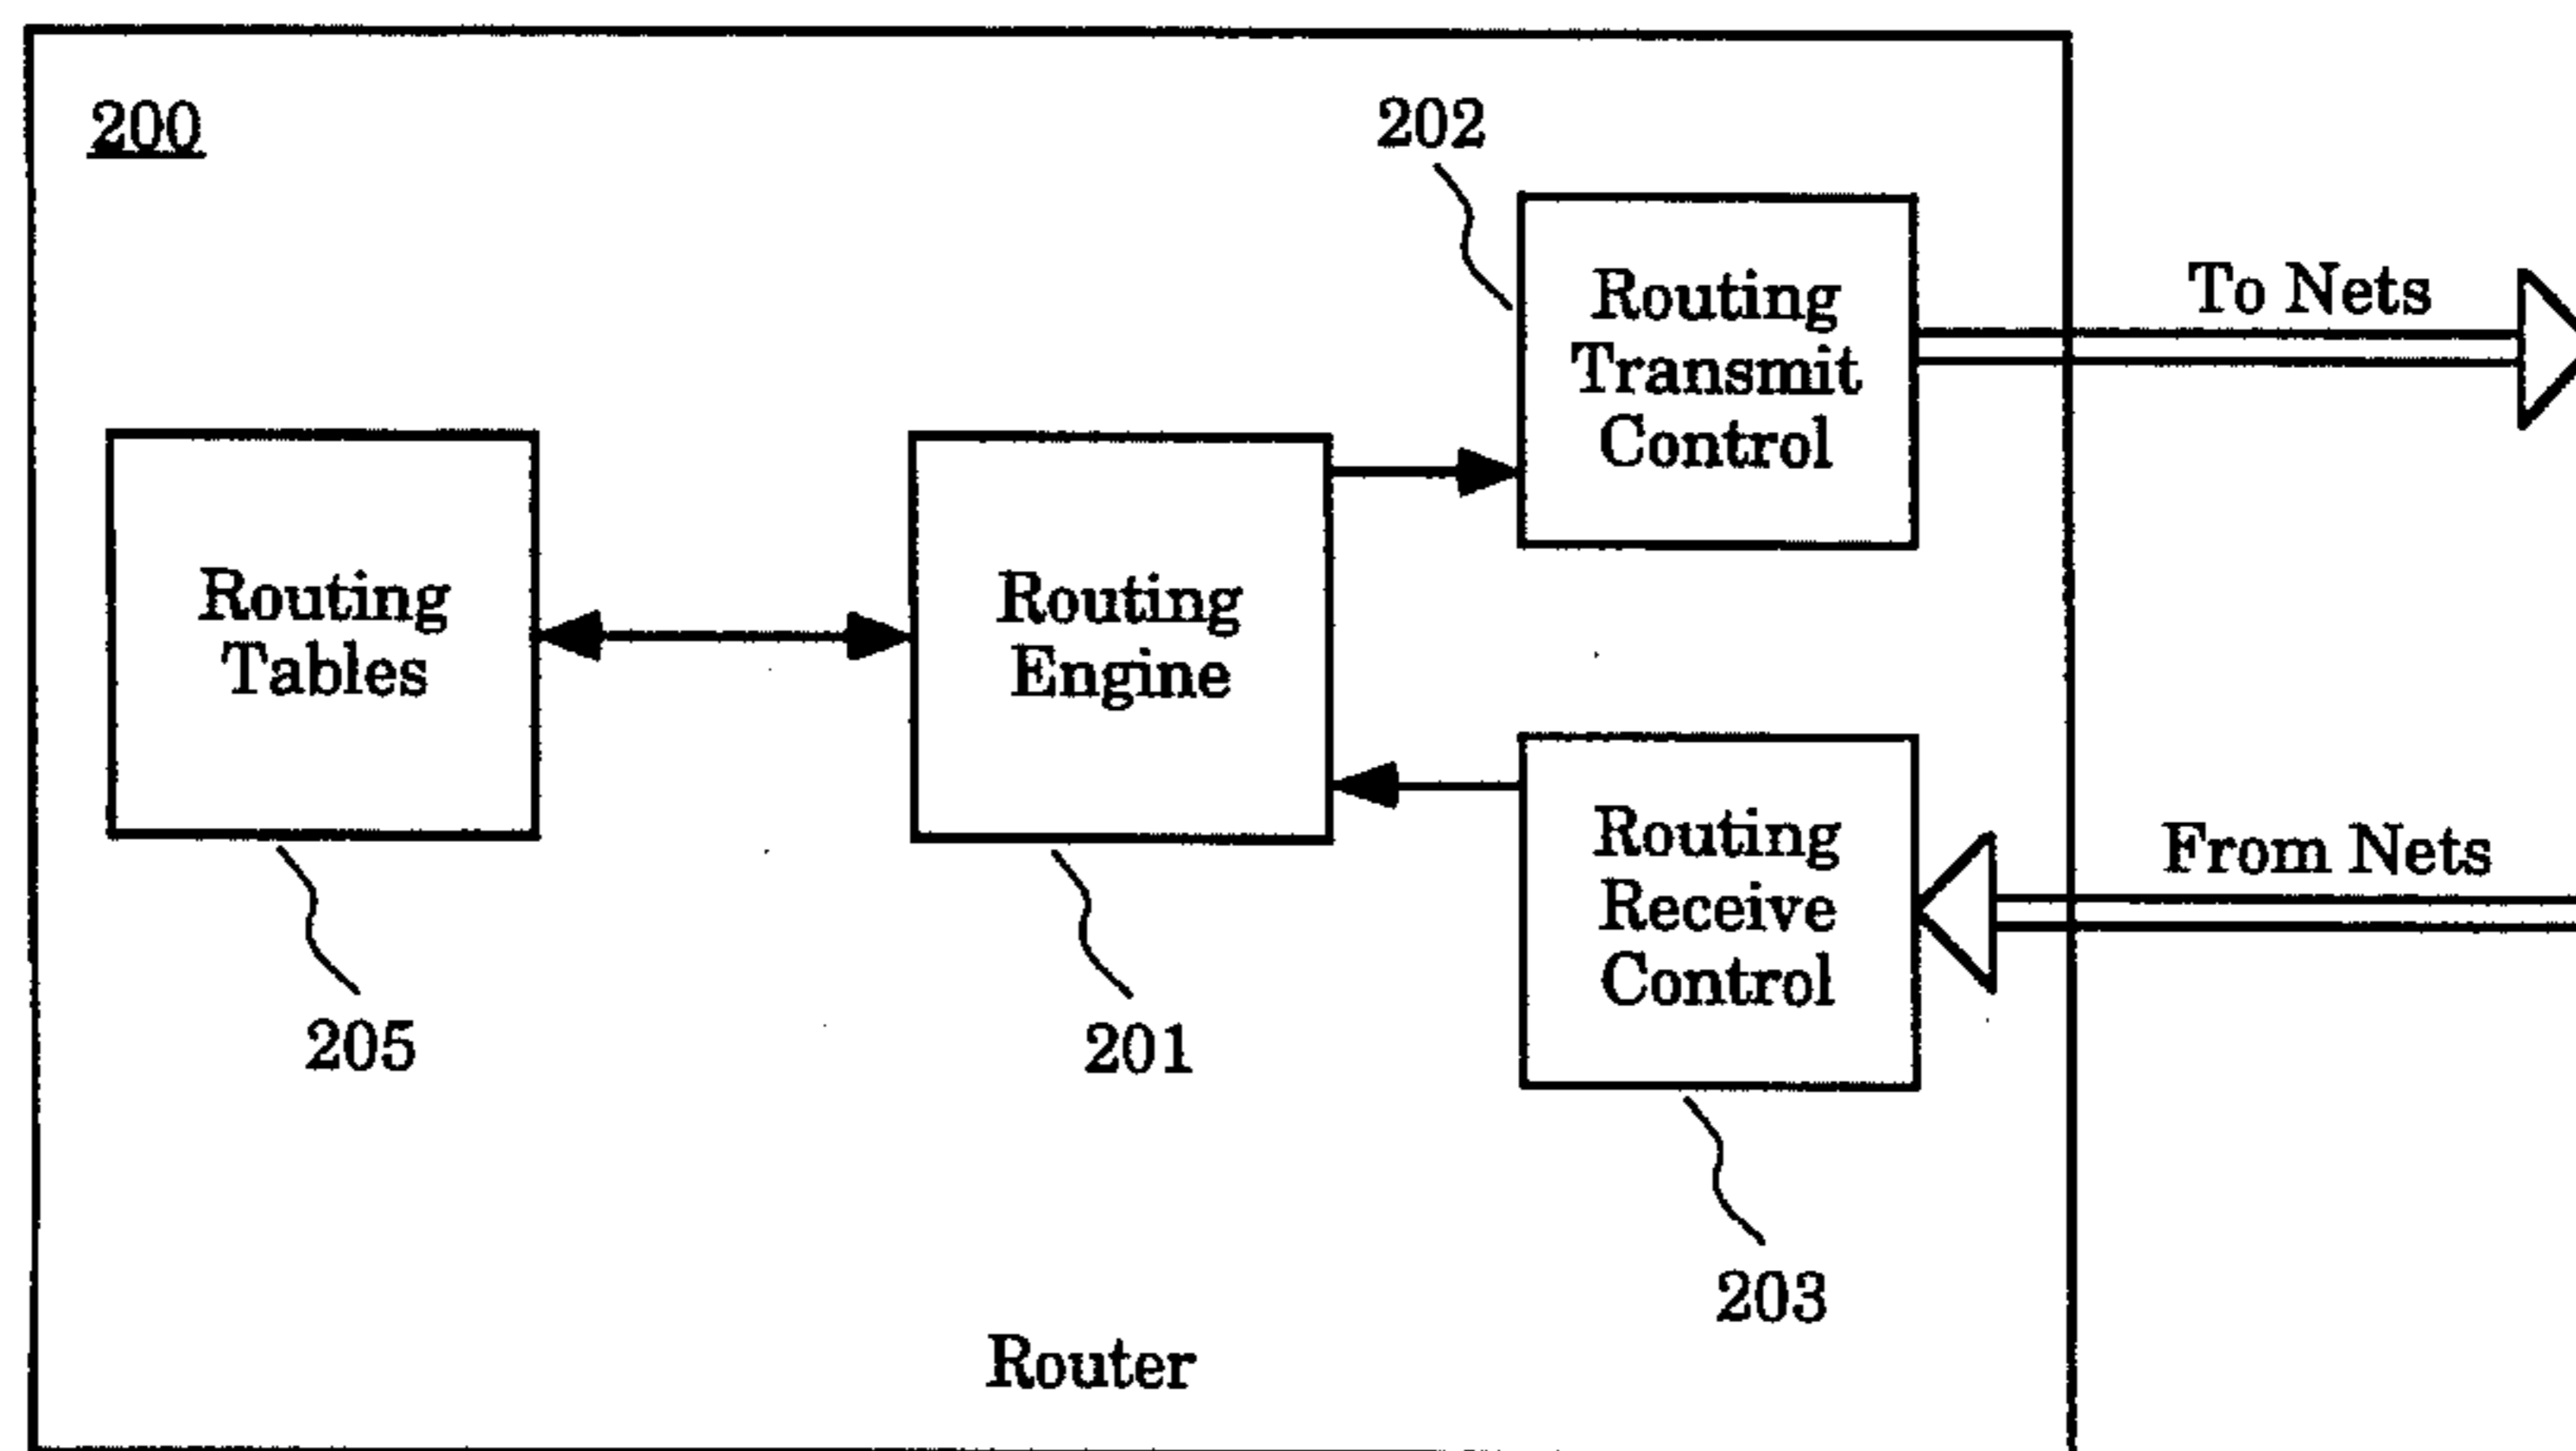 200
202
Routing
Transmit
Control
To Nets
Routing
Tables
Routing
Engine
Routing
Receive
Control
From Nets
205
201
203
Router